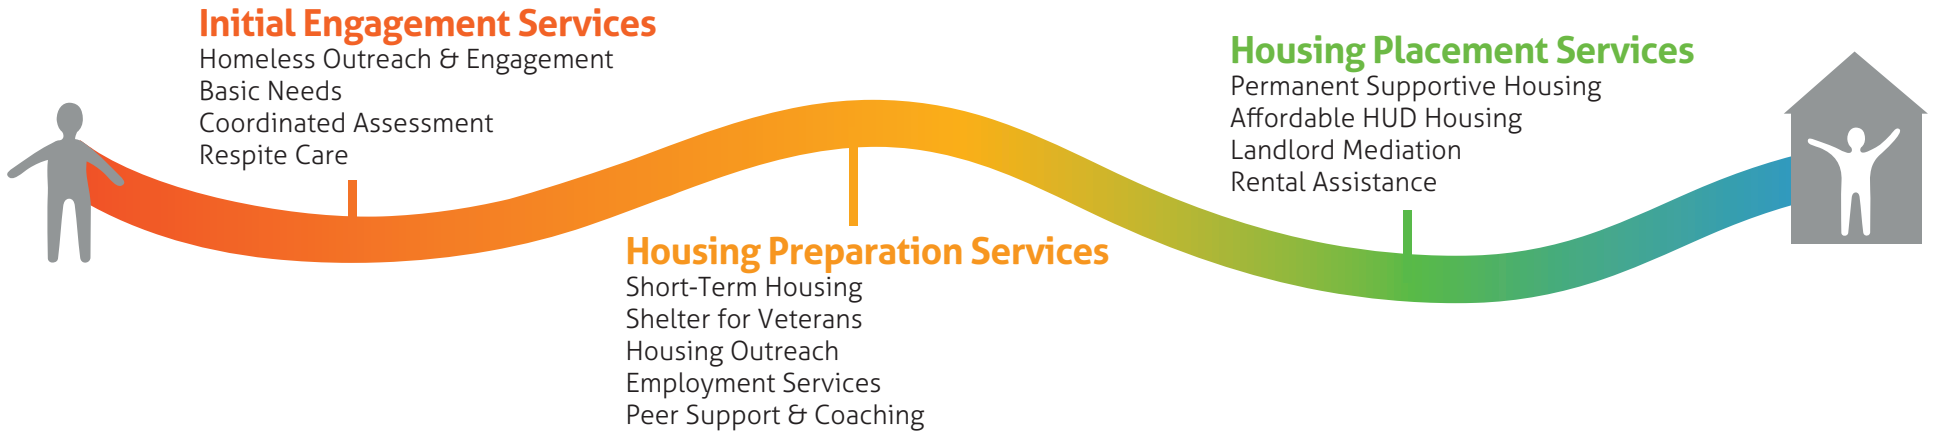 Initial Engagement Services
Homeless Outreach & Engagement
Basic Needs
Coordinated Assessment
Respite Care
Housing Preparation Services
Short-Term Housing
Shelter for Veterans
Housing Outreach
Employment Services
Peer Support & Coaching
Housing Placement Services
Permanent Supportive Housing
Affordable HUD Housing
Landlord Mediation
Rental Assistance